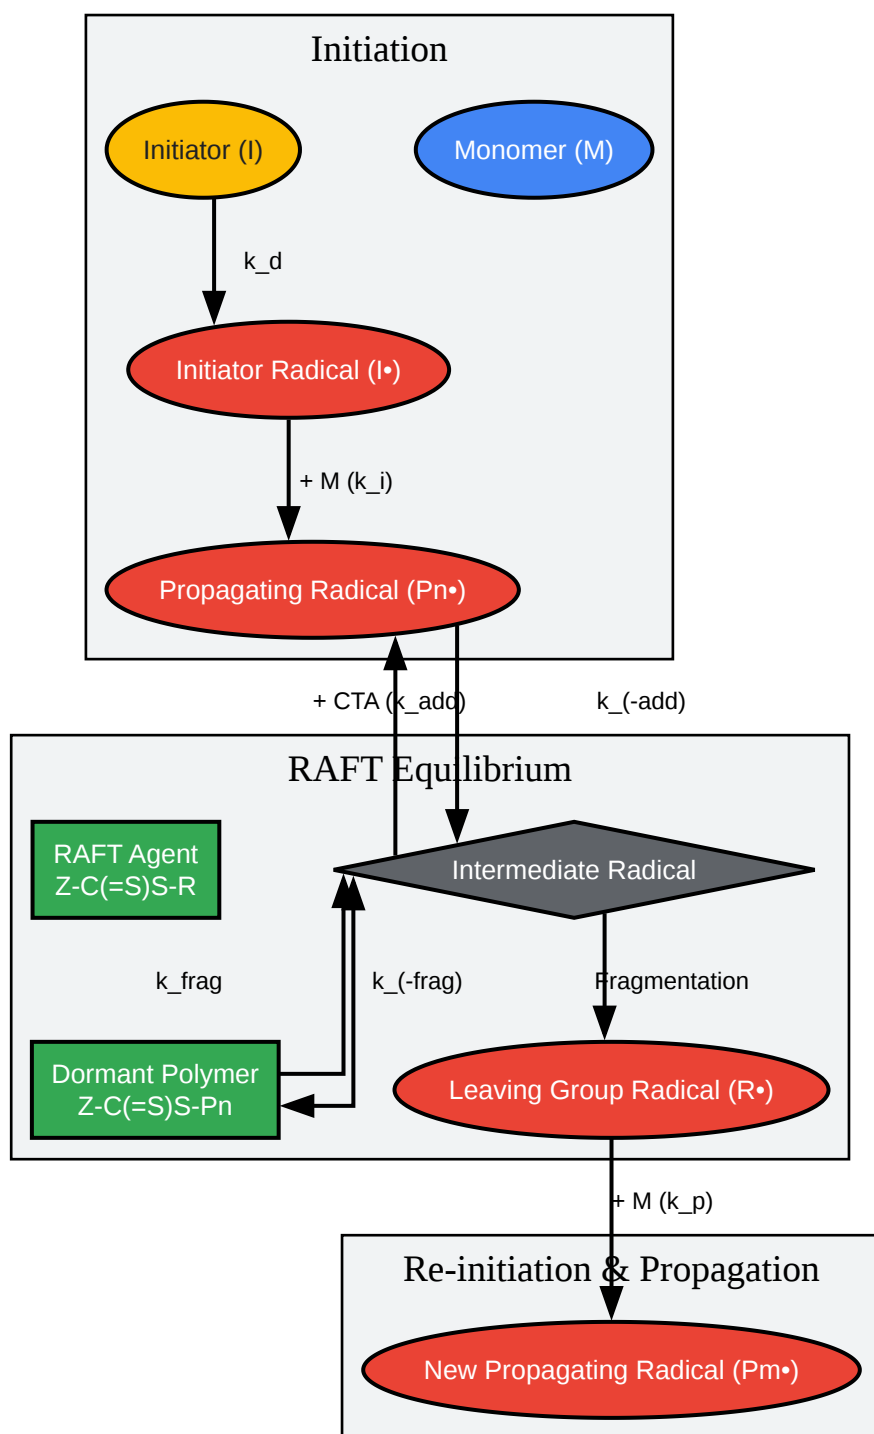 Initiation
Initiator (I)
Monomer (M)
k_d
Initiator Radical (I•)
+ M (k_i)
Propagating Radical (Pn•)
+ CTA (k_add)
k_(-add)
RAFT Equilibrium
RAFT Agent
Z-C(=S)S-R
Intermediate Radical
k_frag
k_(-frag)
Fragmentation
Dormant Polymer
Z-C(=S)S-Pn
Leaving Group Radical (R•)
+ M (k_p)
Re-initiation & Propagation
New Propagating Radical (Pm•)